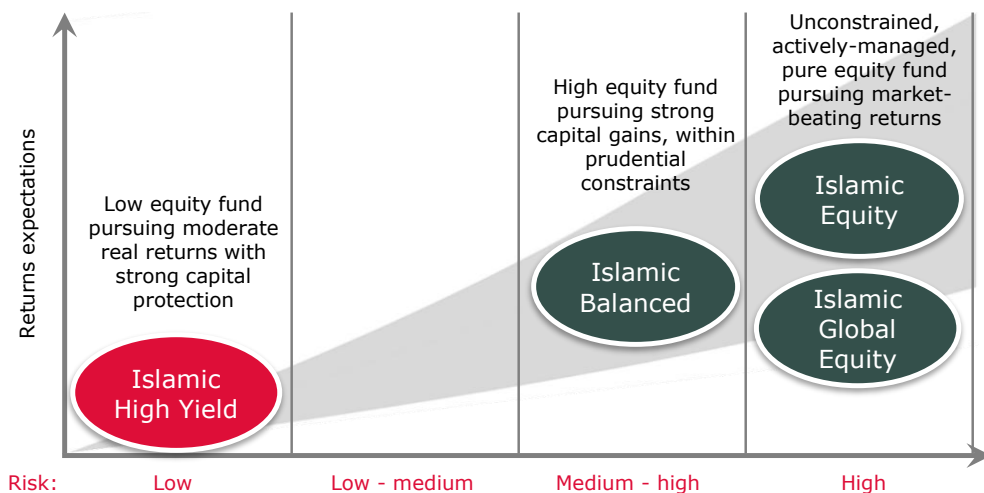 Returns expectations
Low equity fund
pursuing moderate
real returns with
strong capital
protection
Islamic
High Yield
High equity fund
pursuing strong
capital gains, within
prudential
constraints
Islamic
Balanced
Unconstrained,
actively-managed,
pure equity fund
pursuing market-
beating returns
Islamic
Equity
Islamic
Global
Equity
Risk: Low Low - medium Medium - high High